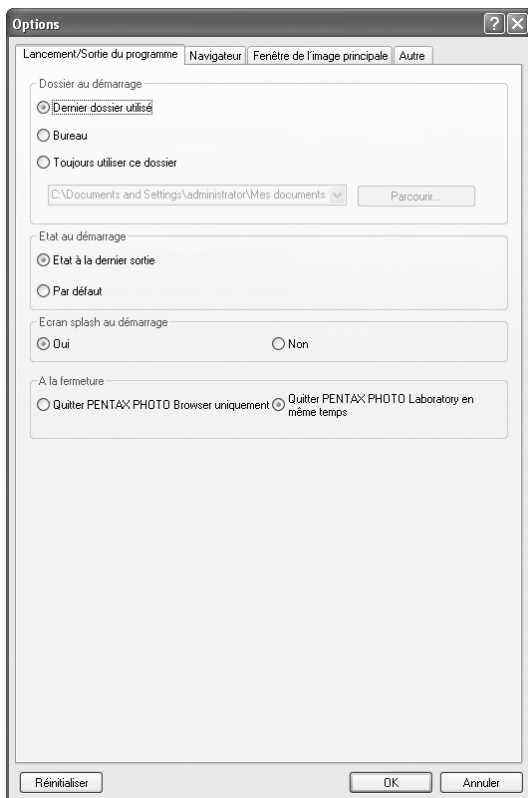 Options
Lancement/Sortie du programme Navigateur Fenêtre de l'image principale Autre
Dossier au démarrage
Dernier dossier utilisé
Bureau
Toujours utiliser ce dossier
C:\Documents and Settings\administrator\Mes documents Parcourir...
Etat au démarrage
Etat à la dernier sortie
Par défaut
Ecran splash au démarrage
Oui Non
A la fermeture
Quitter PENTAX PHOTO Browser uniquement Quitter PENTAX PHOTO Laboratory en
même temps
Réinitialiser OK Annuler